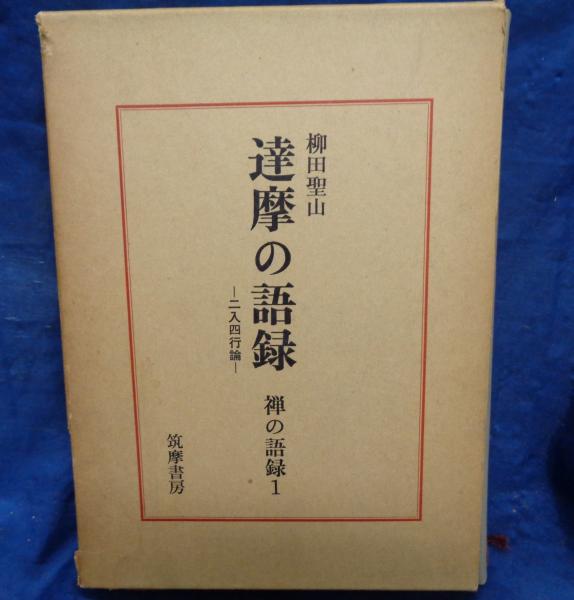 柳田聖山
達摩の語録
―二入四行論―
禅の語録1
筑摩書房